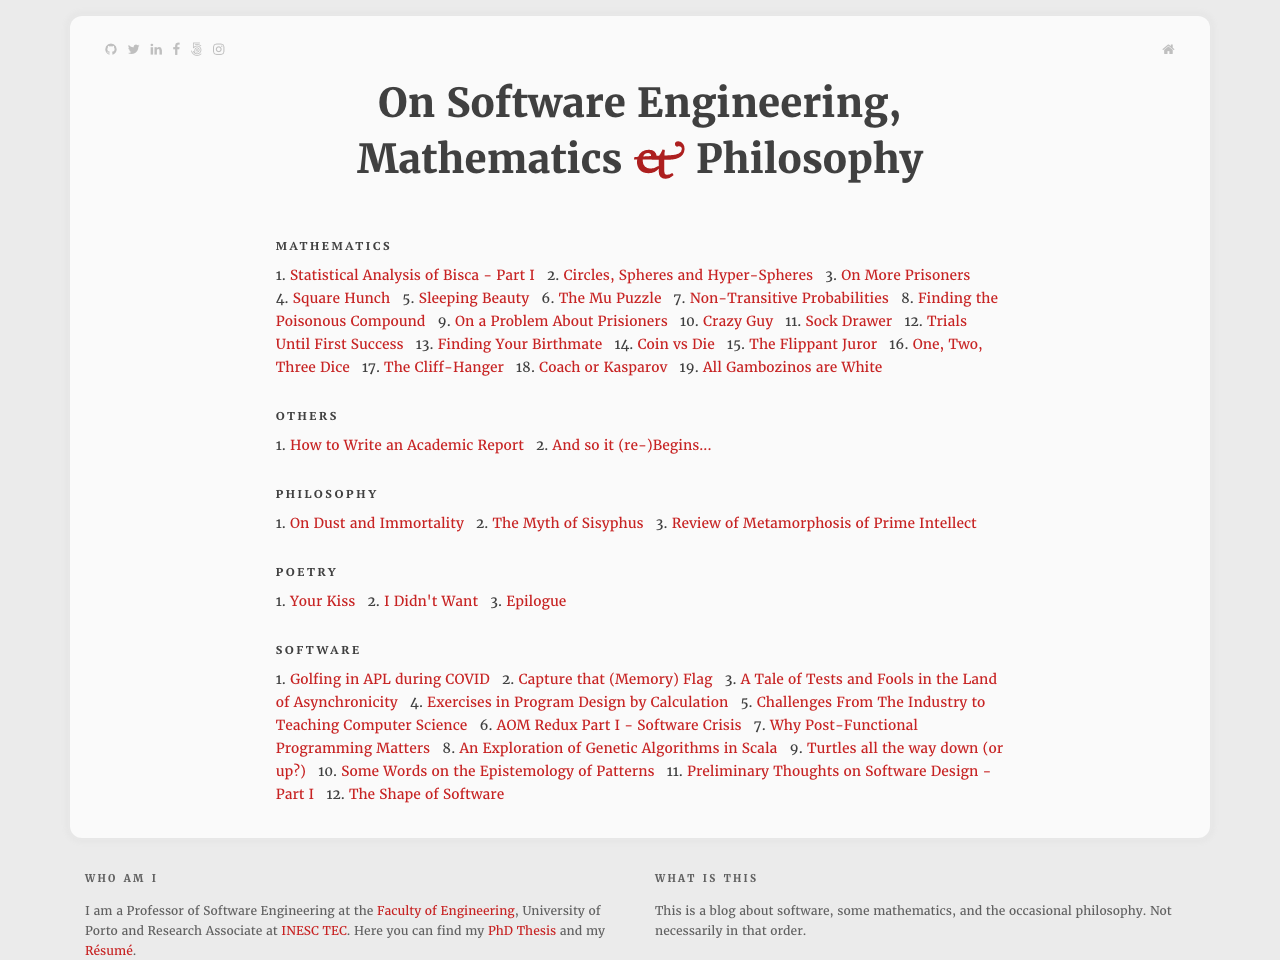 On Software Engineering,
Mathematics & Philosophy
MATHEMATICS
1. Statistical Analysis of Bisca - Part I 2. Circles, Spheres and Hyper-Spheres 3. On More Prisoners
4. Square Hunch 5. Sleeping Beauty 6. The Mu Puzzle 7. Non-Transitive Probabilities 8. Finding the
Poisonous Compound 9. On a Problem About Prisioners 10. Crazy Guy 11. Sock Drawer 12. Trials
Until First Success 13. Finding Your Birthmate 14. Coin vs Die 15. The Flippant Juror 16. One, Two,
Three Dice 17. The Cliff-Hanger 18. Coach or Kasparov 19. All Gambozinos are White
OTHERS
1. How to Write an Academic Report 2. And so it (re-)Begins...
PHILOSOPHY
1. On Dust and Immortality 2. The Myth of Sisyphus 3. Review of Metamorphosis of Prime Intellect
POETRY
1. Your Kiss 2. I Didn't Want 3. Epilogue
SOFTWARE
1. Golfing in APL during COVID 2. Capture that (Memory) Flag 3. A Tale of Tests and Fools in the Land
of Asynchronicity 4. Exercises in Program Design by Calculation 5. Challenges From The Industry to
Teaching Computer Science 6. AOM Redux Part I - Software Crisis 7. Why Post-Functional
Programming Matters 8. An Exploration of Genetic Algorithms in Scala 9. Turtles all the way down (or
up?) 10. Some Words on the Epistemology of Patterns 11. Preliminary Thoughts on Software Design -
Part I 12. The Shape of Software
WHO AM I
I am a Professor of Software Engineering at the Faculty of Engineering, University of
Porto and Research Associate at INESC TEC. Here you can find my PhD Thesis and my
Résumé.
WHAT IS THIS
This is a blog about software, some mathematics, and the occasional philosophy. Not
necessarily in that order.